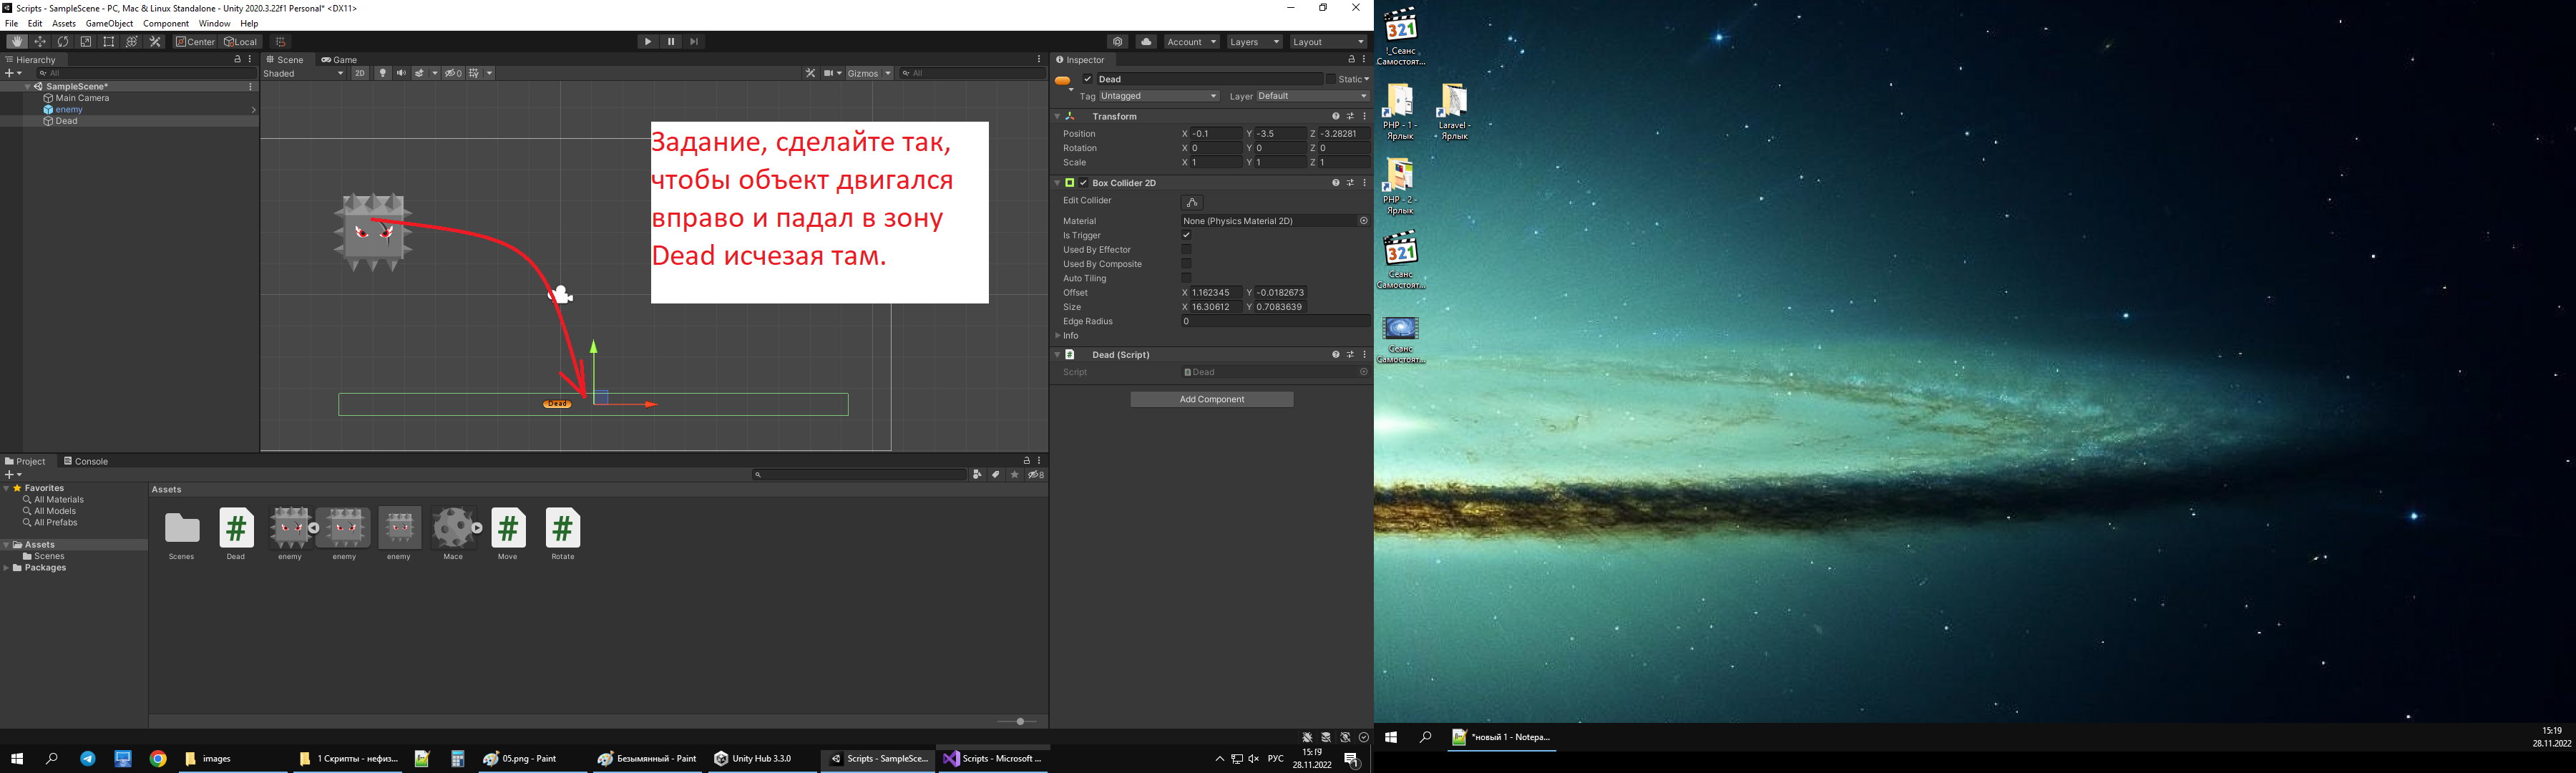 Scripts - SampleScene - PC, Mac & Linux Standalone - Unity 2020.3.22f1 Personal* <DX11>
File Edit Assets GameObject Component Window Help
Center Local
Account Layers Layout
Hierarchy
All
SampleScene*
Main Camera
enemy
Dead
Scene Game
Shaded 2D 0 Gizmos All
Задание, сделайте так,
чтобы объект двигался
вправо и падал в зону
Dead исчезая там.
Dead
Inspector
Dead Static
Tag Untagged Layer Default
Transform
Position X -0.1 Y -3.5 Z -3.28281
Rotation X 0 Y 0 Z 0
Scale X 1 Y 1 Z 1
Box Collider 2D
Edit Collider
Material None (Physics Material 2D)
Is Trigger
Used By Effector
Used By Composite
Auto Tiling
Offset X 1.162345 Y -0.0182673
Size X 16.30612 Y 0.7083639
Edge Radius 0
Info
Dead (Script)
Script Dead
Add Component
Project Console
8
Favorites
All Materials
All Models
All Prefabs
Assets
Scenes
Packages
Assets
Scenes Dead enemy enemy enemy Mace Move Rotate
images
1 Скрипты - нефиз...
05.png - Paint
Безымянный - Paint
Unity Hub 3.3.0
Scripts - SampleSce...
Scripts - Microsoft ...
РУС
15:19
28.11.2022
1
321
! Сеанс
Самостоят...
PHP - 1 -
Ярлык
Laravel -
Ярлык
PHP - 2 -
Ярлык
321
Сеанс
Самостоят...
Сеанс
Самостоят...
*новый 1 - Notepa...
15:19
28.11.2022